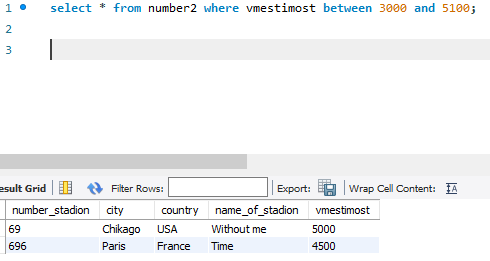 1 select * from number2 where vmestimost between 3000 and 5100;
2
3
esult Grid Filter Rows: Export: Wrap Cell Content:
number_stadion city country name_of_stadion vmestimost
69 Chikago USA Without me 5000
696 Paris France Time 4500